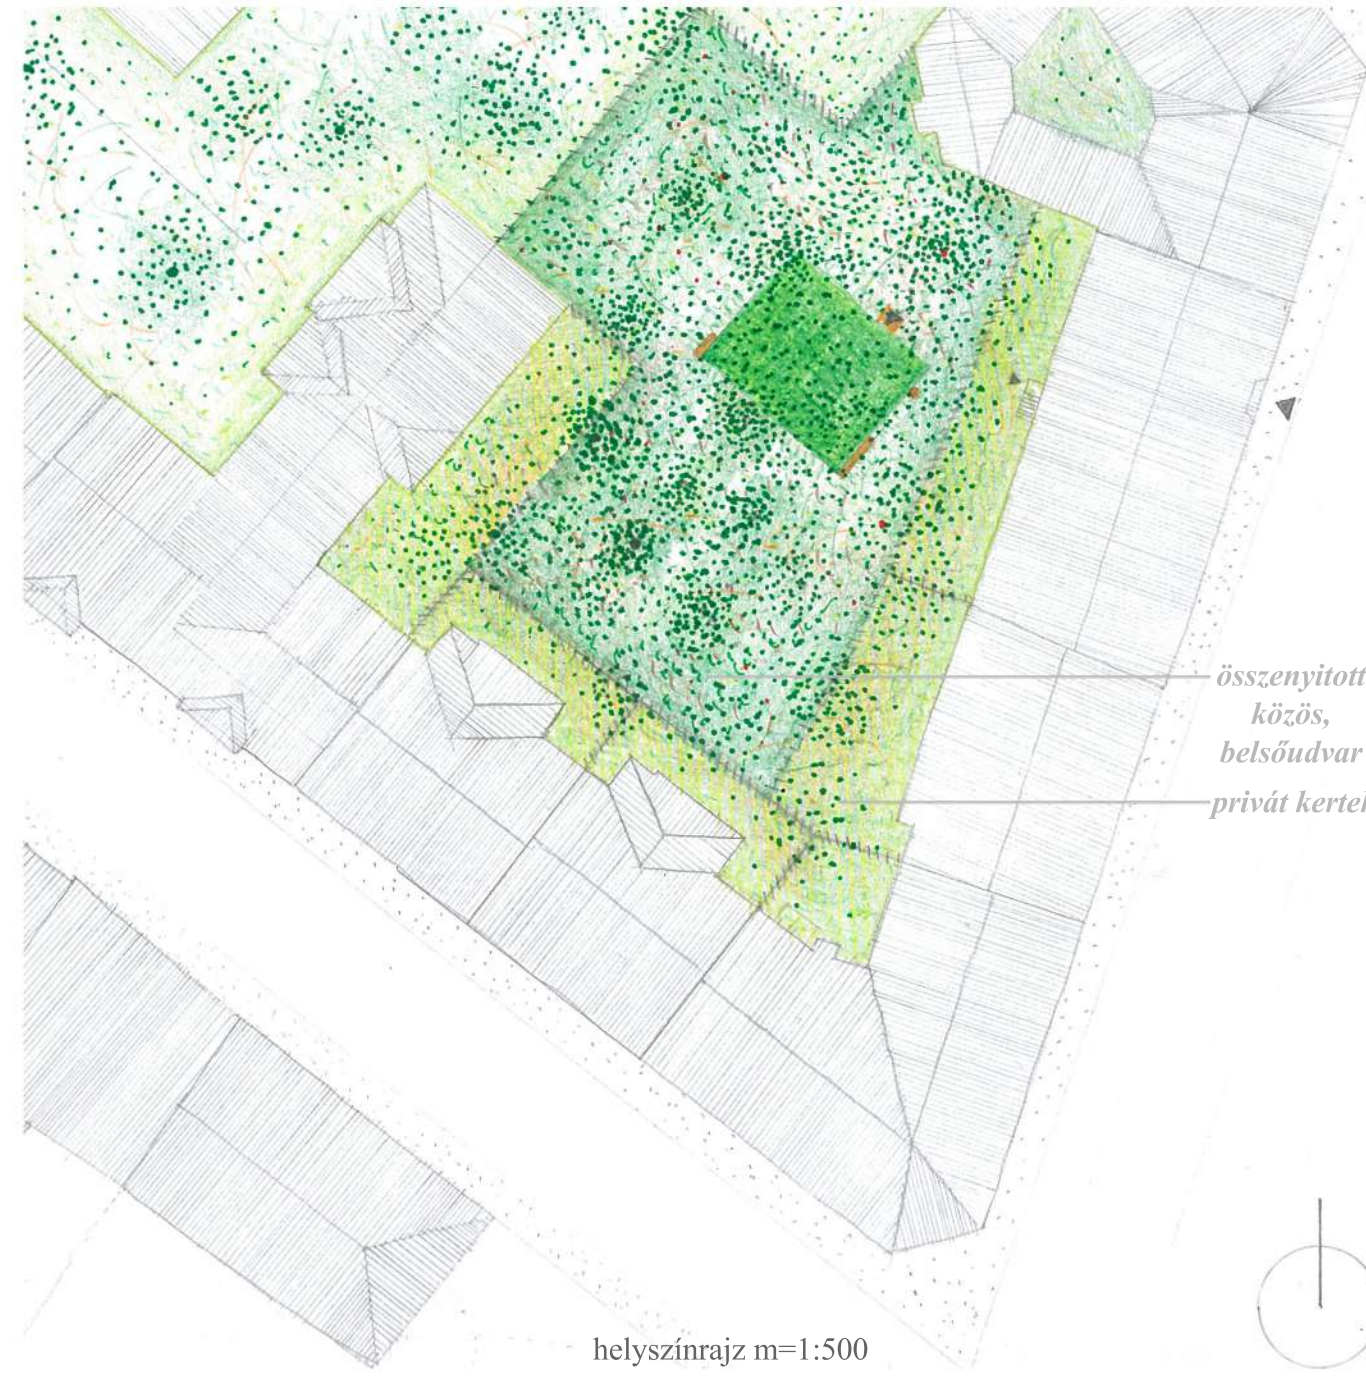 összenyitott
közös,
belsőudvar
privát kertek
helyszínrajz m=1:500